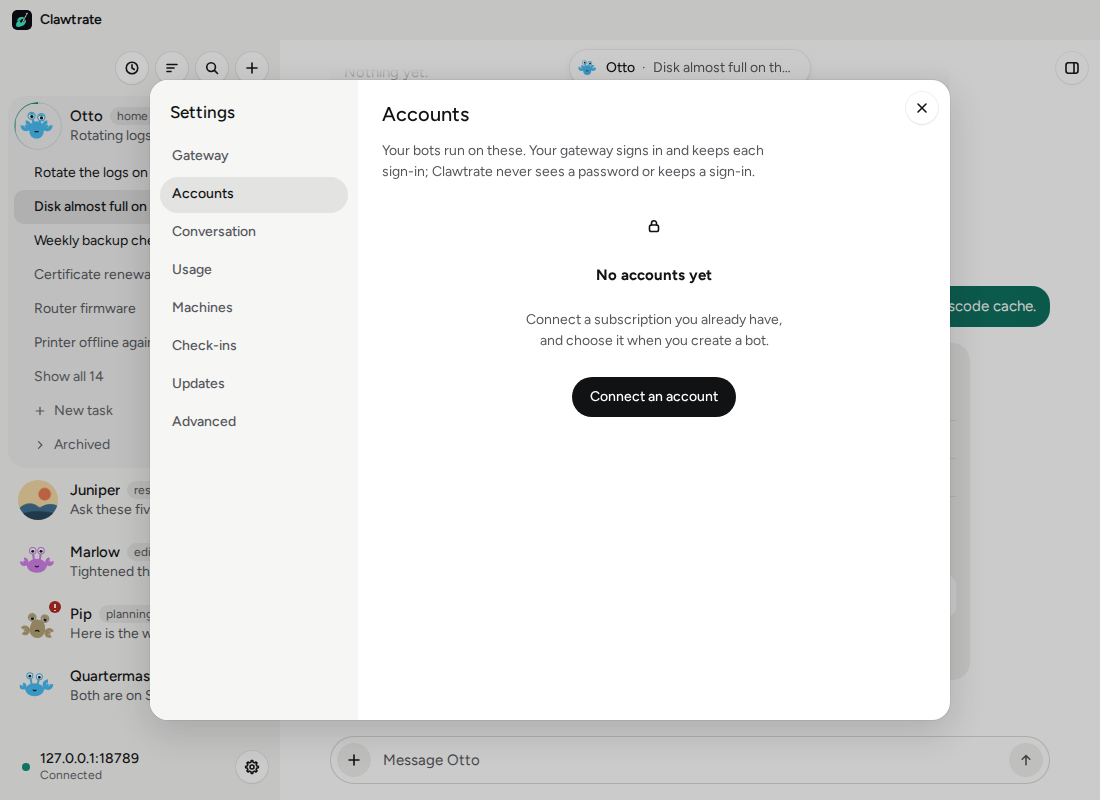 Clawtrate
Nothing yet.
Otto · Disk almost full on th...
Otto home
Rotating logs
Rotate the logs on
Disk almost full on
Weekly backup che
Certificate renewa
Router firmware
Printer offline again
Show all 14
New task
Archived
Juniper res
Ask these five
Marlow edi
Tightened th
Pip planning
Here is the w
Quartermas
Both are on S
127.0.0.1:18789
Connected
Settings
Gateway
Accounts
Conversation
Usage
Machines
Check-ins
Updates
Advanced
Accounts
Your bots run on these. Your gateway signs in and keeps each
sign-in; Clawtrate never sees a password or keeps a sign-in.
No accounts yet
Connect a subscription you already have,
and choose it when you create a bot.
Connect an account
scode cache.
Message Otto